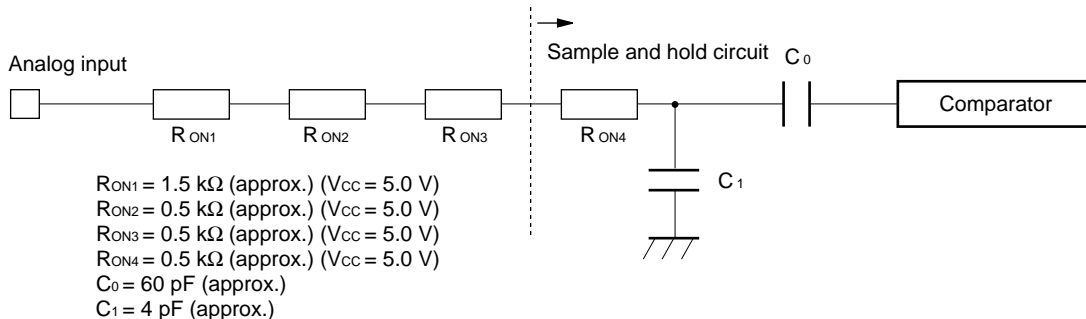 Sample and hold circuit
Analog input
C0
RON1
RON2
RON3
RON4
Comparator
C1
RON1 = 1.5 kΩ (approx.) (VCC = 5.0 V)
RON2 = 0.5 kΩ (approx.) (VCC = 5.0 V)
RON3 = 0.5 kΩ (approx.) (VCC = 5.0 V)
RON4 = 0.5 kΩ (approx.) (VCC = 5.0 V)
C0 = 60 pF (approx.)
C1 = 4 pF (approx.)